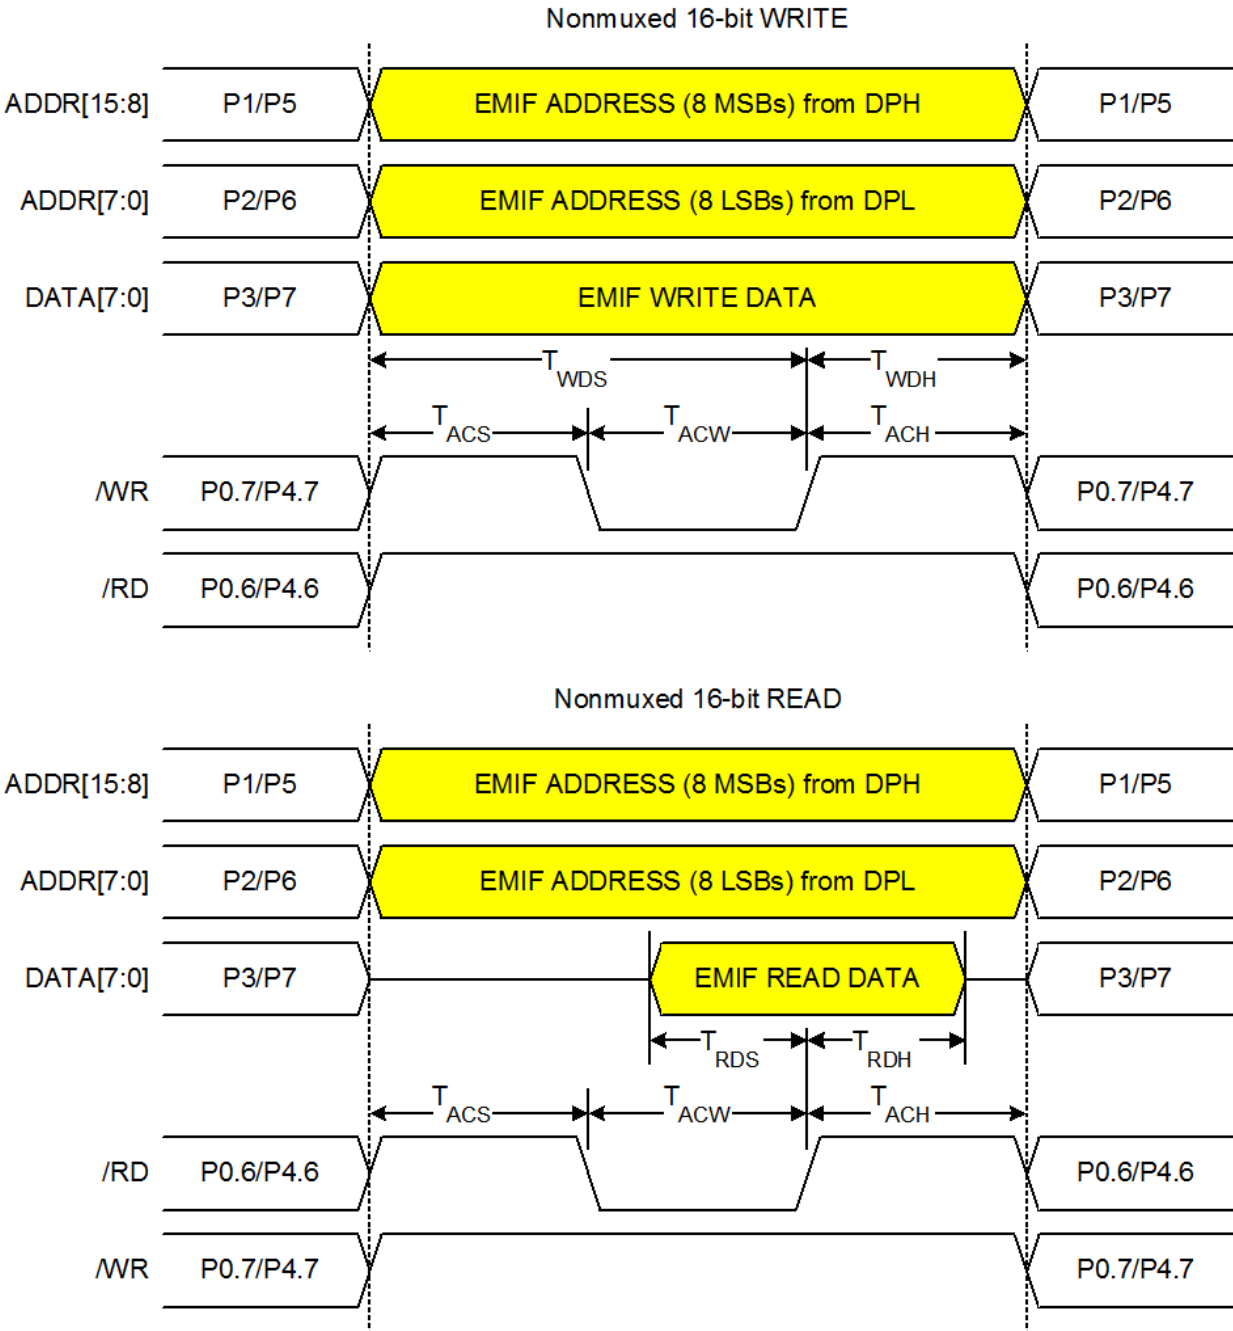 Nonmuxed 16-bit WRITE
ADDR[15:8] P1/P5 EMIF ADDRESS (8 MSBs) from DPH P1/P5
ADDR[7:0] P2/P6 EMIF ADDRESS (8 LSBs) from DPL P2/P6
DATA[7:0] P3/P7 EMIF WRITE DATA P3/P7
TWDS TWDH
TACS TACW TACH
/WR P0.7/P4.7 P0.7/P4.7
/RD P0.6/P4.6 P0.6/P4.6
Nonmuxed 16-bit READ
ADDR[15:8] P1/P5 EMIF ADDRESS (8 MSBs) from DPH P1/P5
ADDR[7:0] P2/P6 EMIF ADDRESS (8 LSBs) from DPL P2/P6
DATA[7:0] P3/P7 EMIF READ DATA P3/P7
TRDS TRDH
TACS TACW TACH
/RD P0.6/P4.6 P0.6/P4.6
/WR P0.7/P4.7 P0.7/P4.7